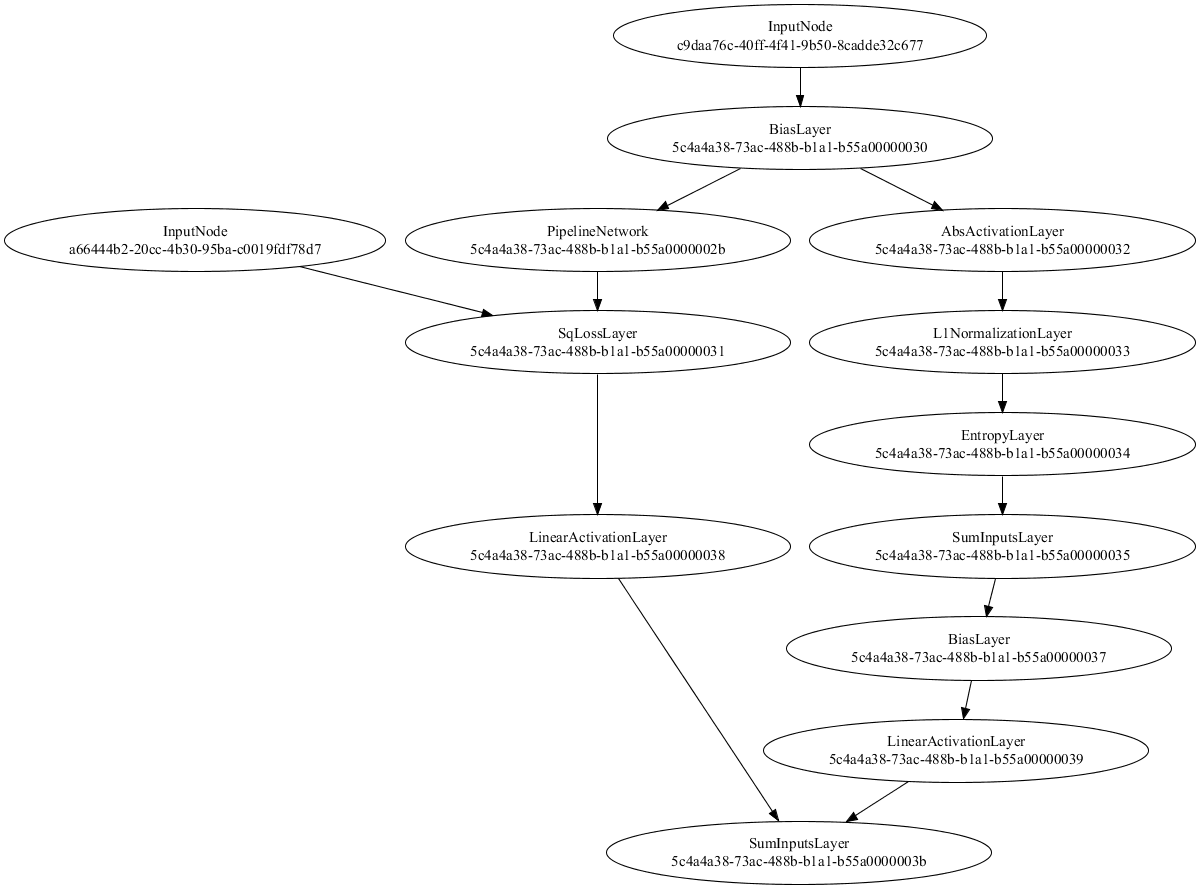 InputNode
c9daa76c-40ff-4f41-9b50-8cadde32c677
BiasLayer
5c4a4a38-73ac-488b-b1a1-b55a00000030
InputNode
a66444b2-20cc-4b30-95ba-c0019fdf78d7
PipelineNetwork
5c4a4a38-73ac-488b-b1a1-b55a0000002b
AbsActivationLayer
5c4a4a38-73ac-488b-b1a1-b55a00000032
SqLossLayer
5c4a4a38-73ac-488b-b1a1-b55a00000031
L1NormalizationLayer
5c4a4a38-73ac-488b-b1a1-b55a00000033
EntropyLayer
5c4a4a38-73ac-488b-b1a1-b55a00000034
LinearActivationLayer
5c4a4a38-73ac-488b-b1a1-b55a00000038
SumInputsLayer
5c4a4a38-73ac-488b-b1a1-b55a00000035
BiasLayer
5c4a4a38-73ac-488b-b1a1-b55a00000037
LinearActivationLayer
5c4a4a38-73ac-488b-b1a1-b55a00000039
SumInputsLayer
5c4a4a38-73ac-488b-b1a1-b55a0000003b